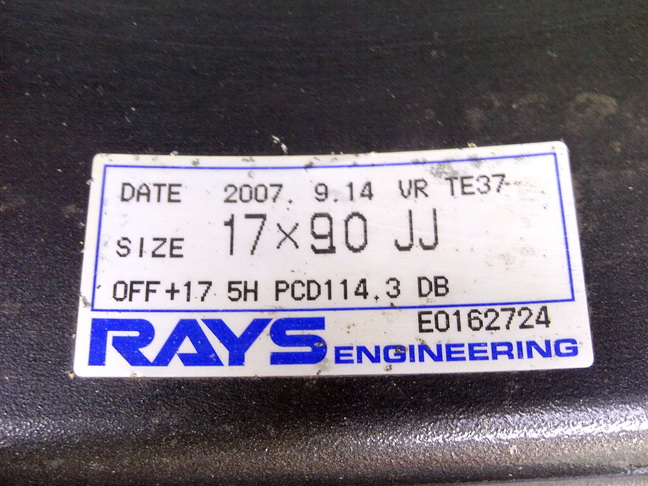 DATE 2007. 9.14 VR TE37
SIZE 17×9.0 JJ
OFF+17 5H PCD114.3 DB
E0162724
RAYS ENGINEERING